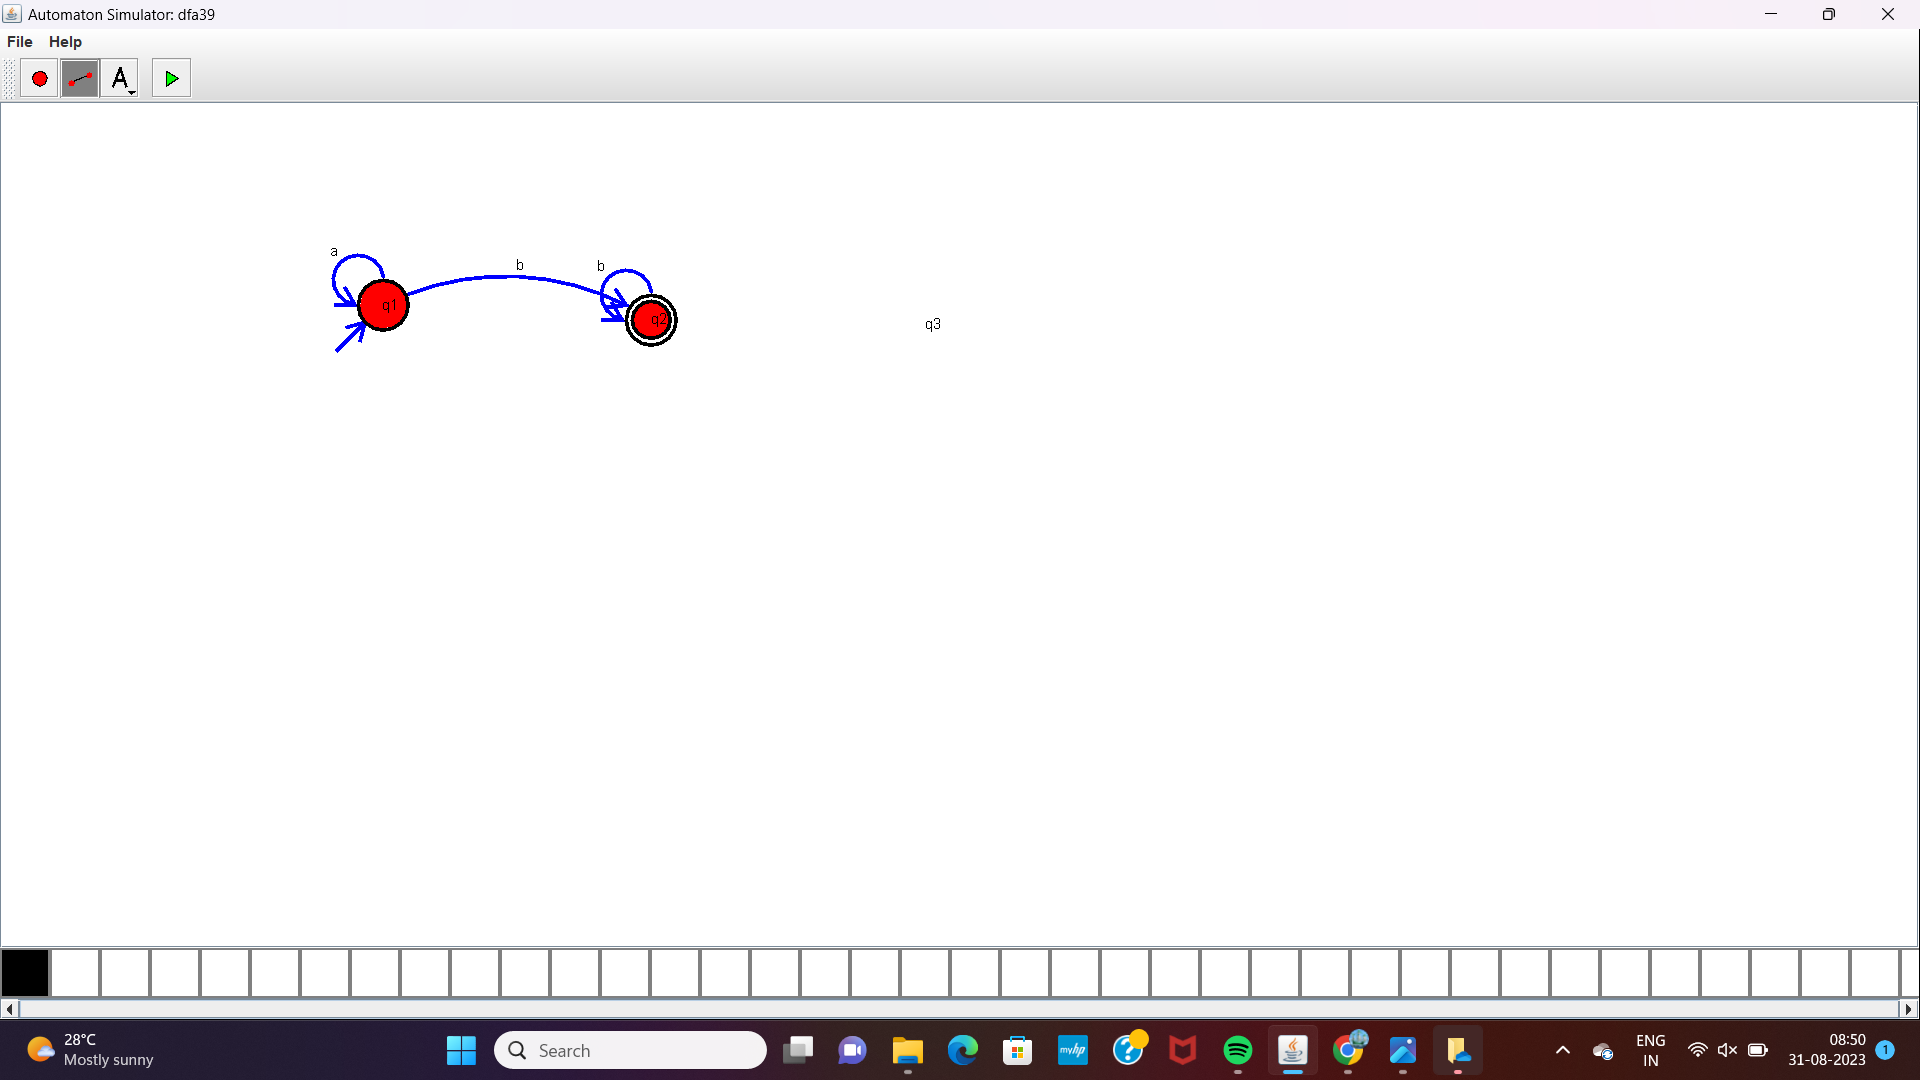 Automaton Simulator: dfa39
File Help
A
a
b
b
q1
q2
q3
28°C
Mostly sunny
Search
myhp
?
ENG
IN
08:50
31-08-2023
1